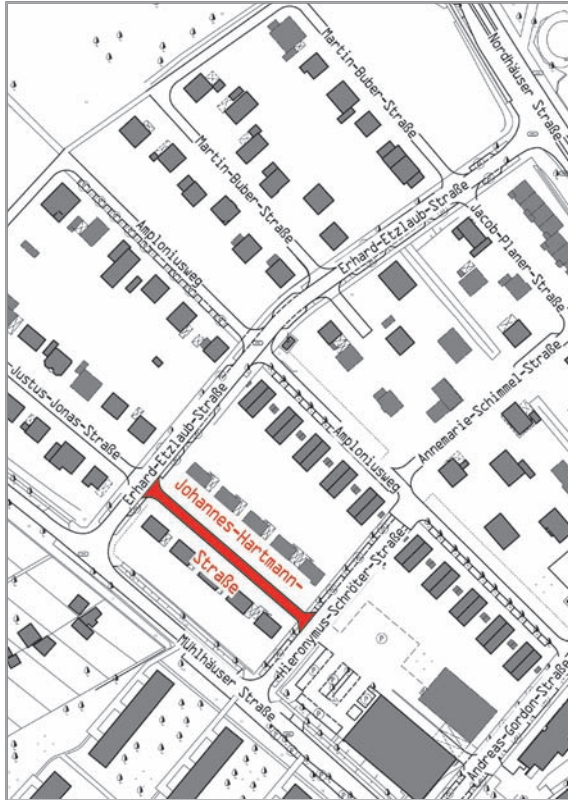 Martin-Buber-Straße
Nordhäuser Straße
Martin-Buber-Straße
Erhard-Etzlaub-Straße
Jacob-Planer-Straße
Amploniusweg
Justus-Jonas-Straße
Erhard-Etzlaub-Straße
Amploniusweg
Annemarie-Schimmel-Straße
Johannes-Hartmann-
Straße
Hieronymus-Schröter-Straße
Mühlhäuser Straße
Andreas-Gordon-Straße